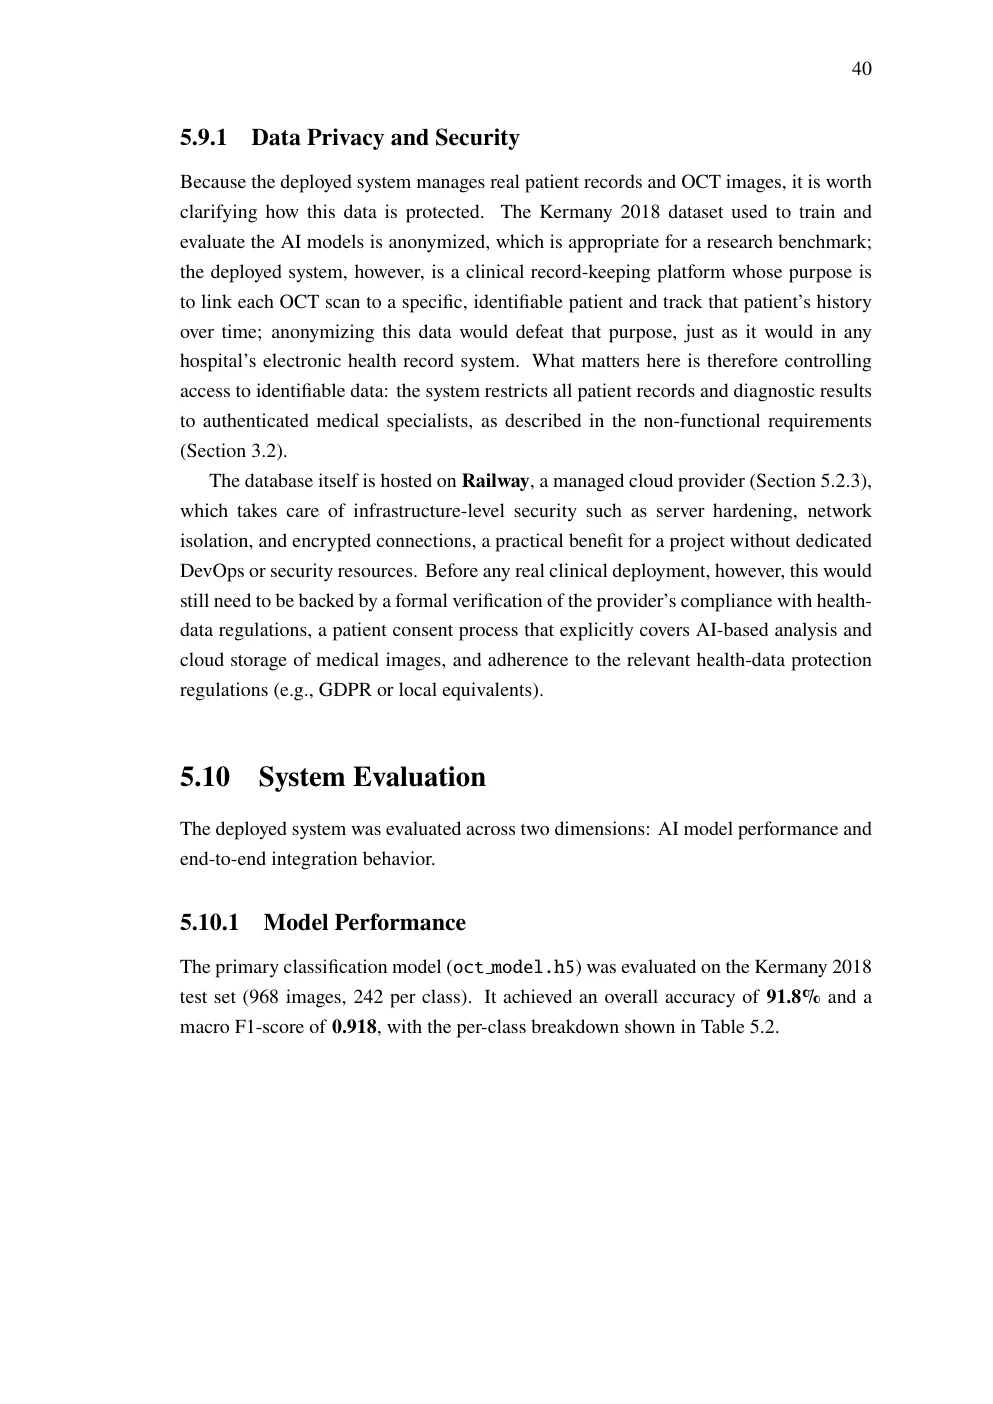 40
5.9.1 Data Privacy and Security
Because the deployed system manages real patient records and OCT images, it is worth
clarifying how this data is protected. The Kermany 2018 dataset used to train and
evaluate the AI models is anonymized, which is appropriate for a research benchmark;
the deployed system, however, is a clinical record-keeping platform whose purpose is
to link each OCT scan to a specific, identifiable patient and track that patient's history
over time; anonymizing this data would defeat that purpose, just as it would in any
hospital's electronic health record system. What matters here is therefore controlling
access to identifiable data: the system restricts all patient records and diagnostic results
to authenticated medical specialists, as described in the non-functional requirements
(Section 3.2).
The database itself is hosted on Railway, a managed cloud provider (Section 5.2.3),
which takes care of infrastructure-level security such as server hardening, network
isolation, and encrypted connections, a practical benefit for a project without dedicated
DevOps or security resources. Before any real clinical deployment, however, this would
still need to be backed by a formal verification of the provider's compliance with health-
data regulations, a patient consent process that explicitly covers AI-based analysis and
cloud storage of medical images, and adherence to the relevant health-data protection
regulations (e.g., GDPR or local equivalents).
5.10 System Evaluation
The deployed system was evaluated across two dimensions: AI model performance and
end-to-end integration behavior.
5.10.1 Model Performance
The primary classification model (oct_model.h5) was evaluated on the Kermany 2018
test set (968 images, 242 per class). It achieved an overall accuracy of 91.8% and a
macro F1-score of 0.918, with the per-class breakdown shown in Table 5.2.